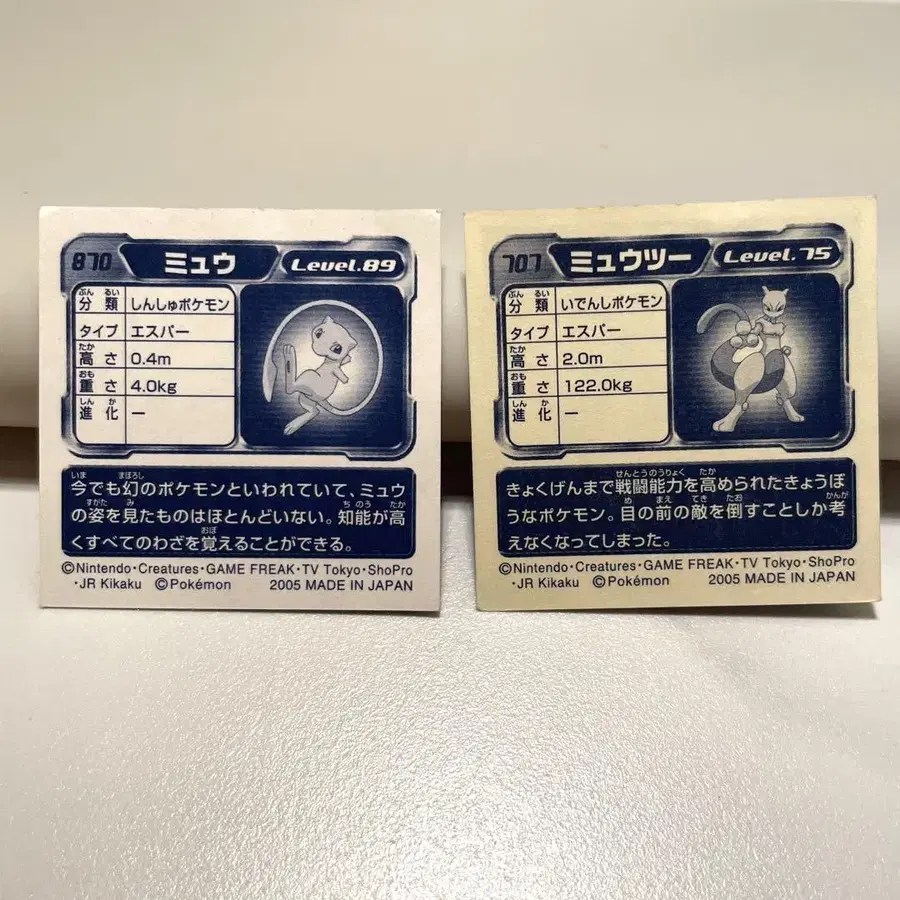 870 ミュウ Level.89
ぶん るい
分類 しんしゅポケモン
タイプ エスパー
たか
高さ 0.4m
おも
重さ 4.0kg
しん か
進化 ―
いま まぼろし
今でも幻のポケモンといわれていて、ミュウ
すがた み ちのう たか
の姿を見たものはほとんどいない。知能が高
おぼ
くすべてのわざを覚えることができる。
©Nintendo・Creatures・GAME FREAK・TV Tokyo・ShoPro
・JR Kikaku ©Pokémon 2005 MADE IN JAPAN
707 ミュウツー Level.75
ぶん るい
分類 いでんしポケモン
タイプ エスパー
たか
高さ 2.0m
おも
重さ 122.0kg
しん か
進化 ―
せんとうのうりょく たか
きょくげんまで戦闘能力を高められたきょうぼ
め まえ てき たお かんが
うなポケモン。目の前の敵を倒すことしか考
えなくなってしまった。
©Nintendo・Creatures・GAME FREAK・TV Tokyo・ShoPro
・JR Kikaku ©Pokémon 2005 MADE IN JAPAN